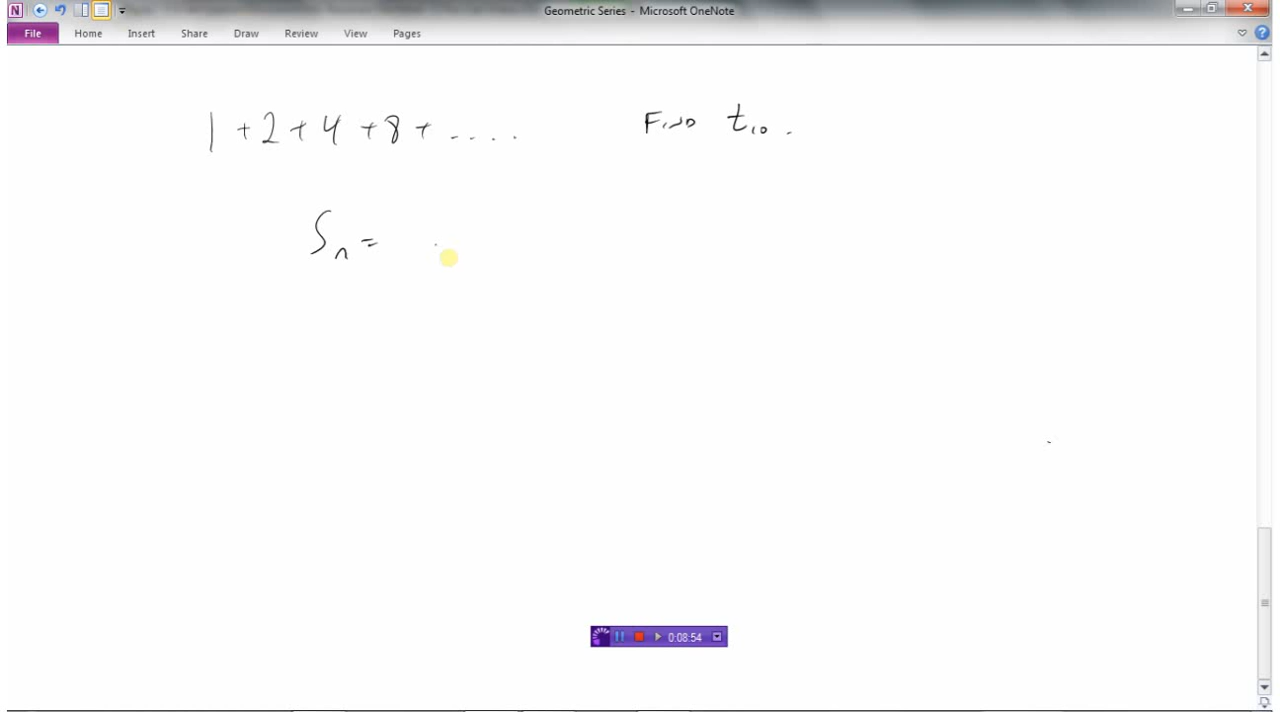 Geometric Series - Microsoft OneNote
File Home Insert Share Draw Review View Pages
1 + 2 + 4 + 8 + .... Find t₁₀.
Sₙ =
0:08:54